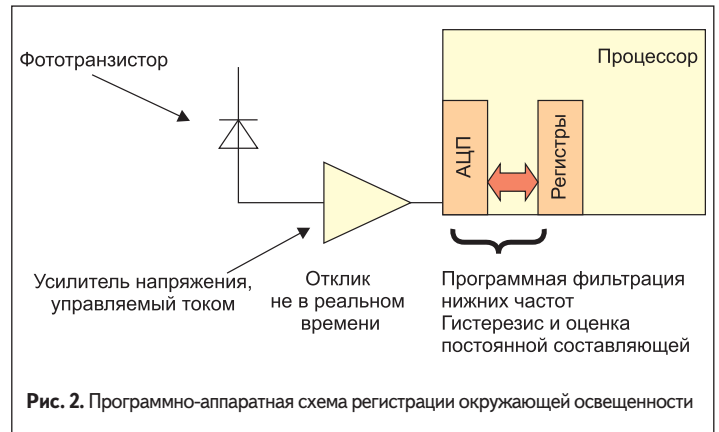 Фототранзистор
Процессор
АЦП
Регистры
Усилитель напряжения,
управляемый током
Отклик
не в реальном
времени
Программная фильтрация
нижних частот
Гистерезис и оценка
постоянной составляющей
Рис. 2. Программно-аппаратная схема регистрации окружающей освещенности